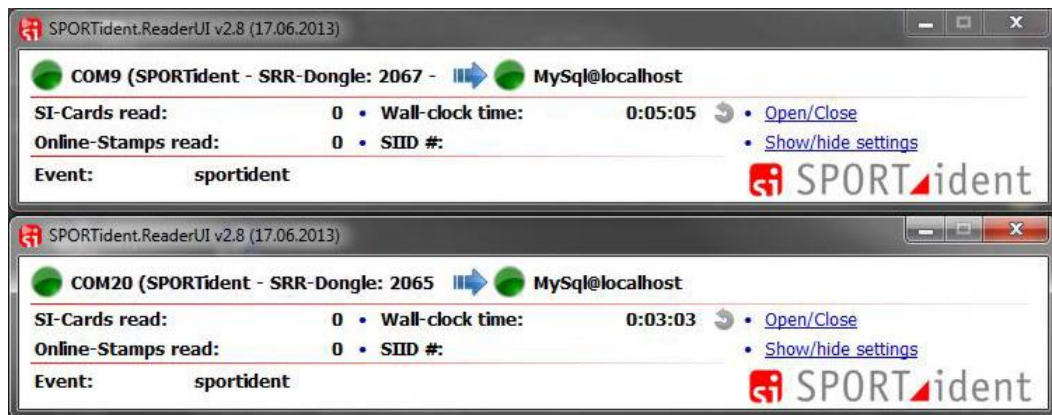 SPORTident.ReaderUI v2.8 (17.06.2013)
COM9 (SPORTident - SRR-Dongle: 2067 - MySql@localhost
SI-Cards read: 0 • Wall-clock time: 0:05:05 • Open/Close
Online-Stamps read: 0 • SIID #: • Show/hide settings
Event: sportident
SPORTident
SPORTident.ReaderUI v2.8 (17.06.2013)
COM20 (SPORTident - SRR-Dongle: 2065 MySql@localhost
SI-Cards read: 0 • Wall-clock time: 0:03:03 • Open/Close
Online-Stamps read: 0 • SIID #: • Show/hide settings
Event: sportident
SPORTident